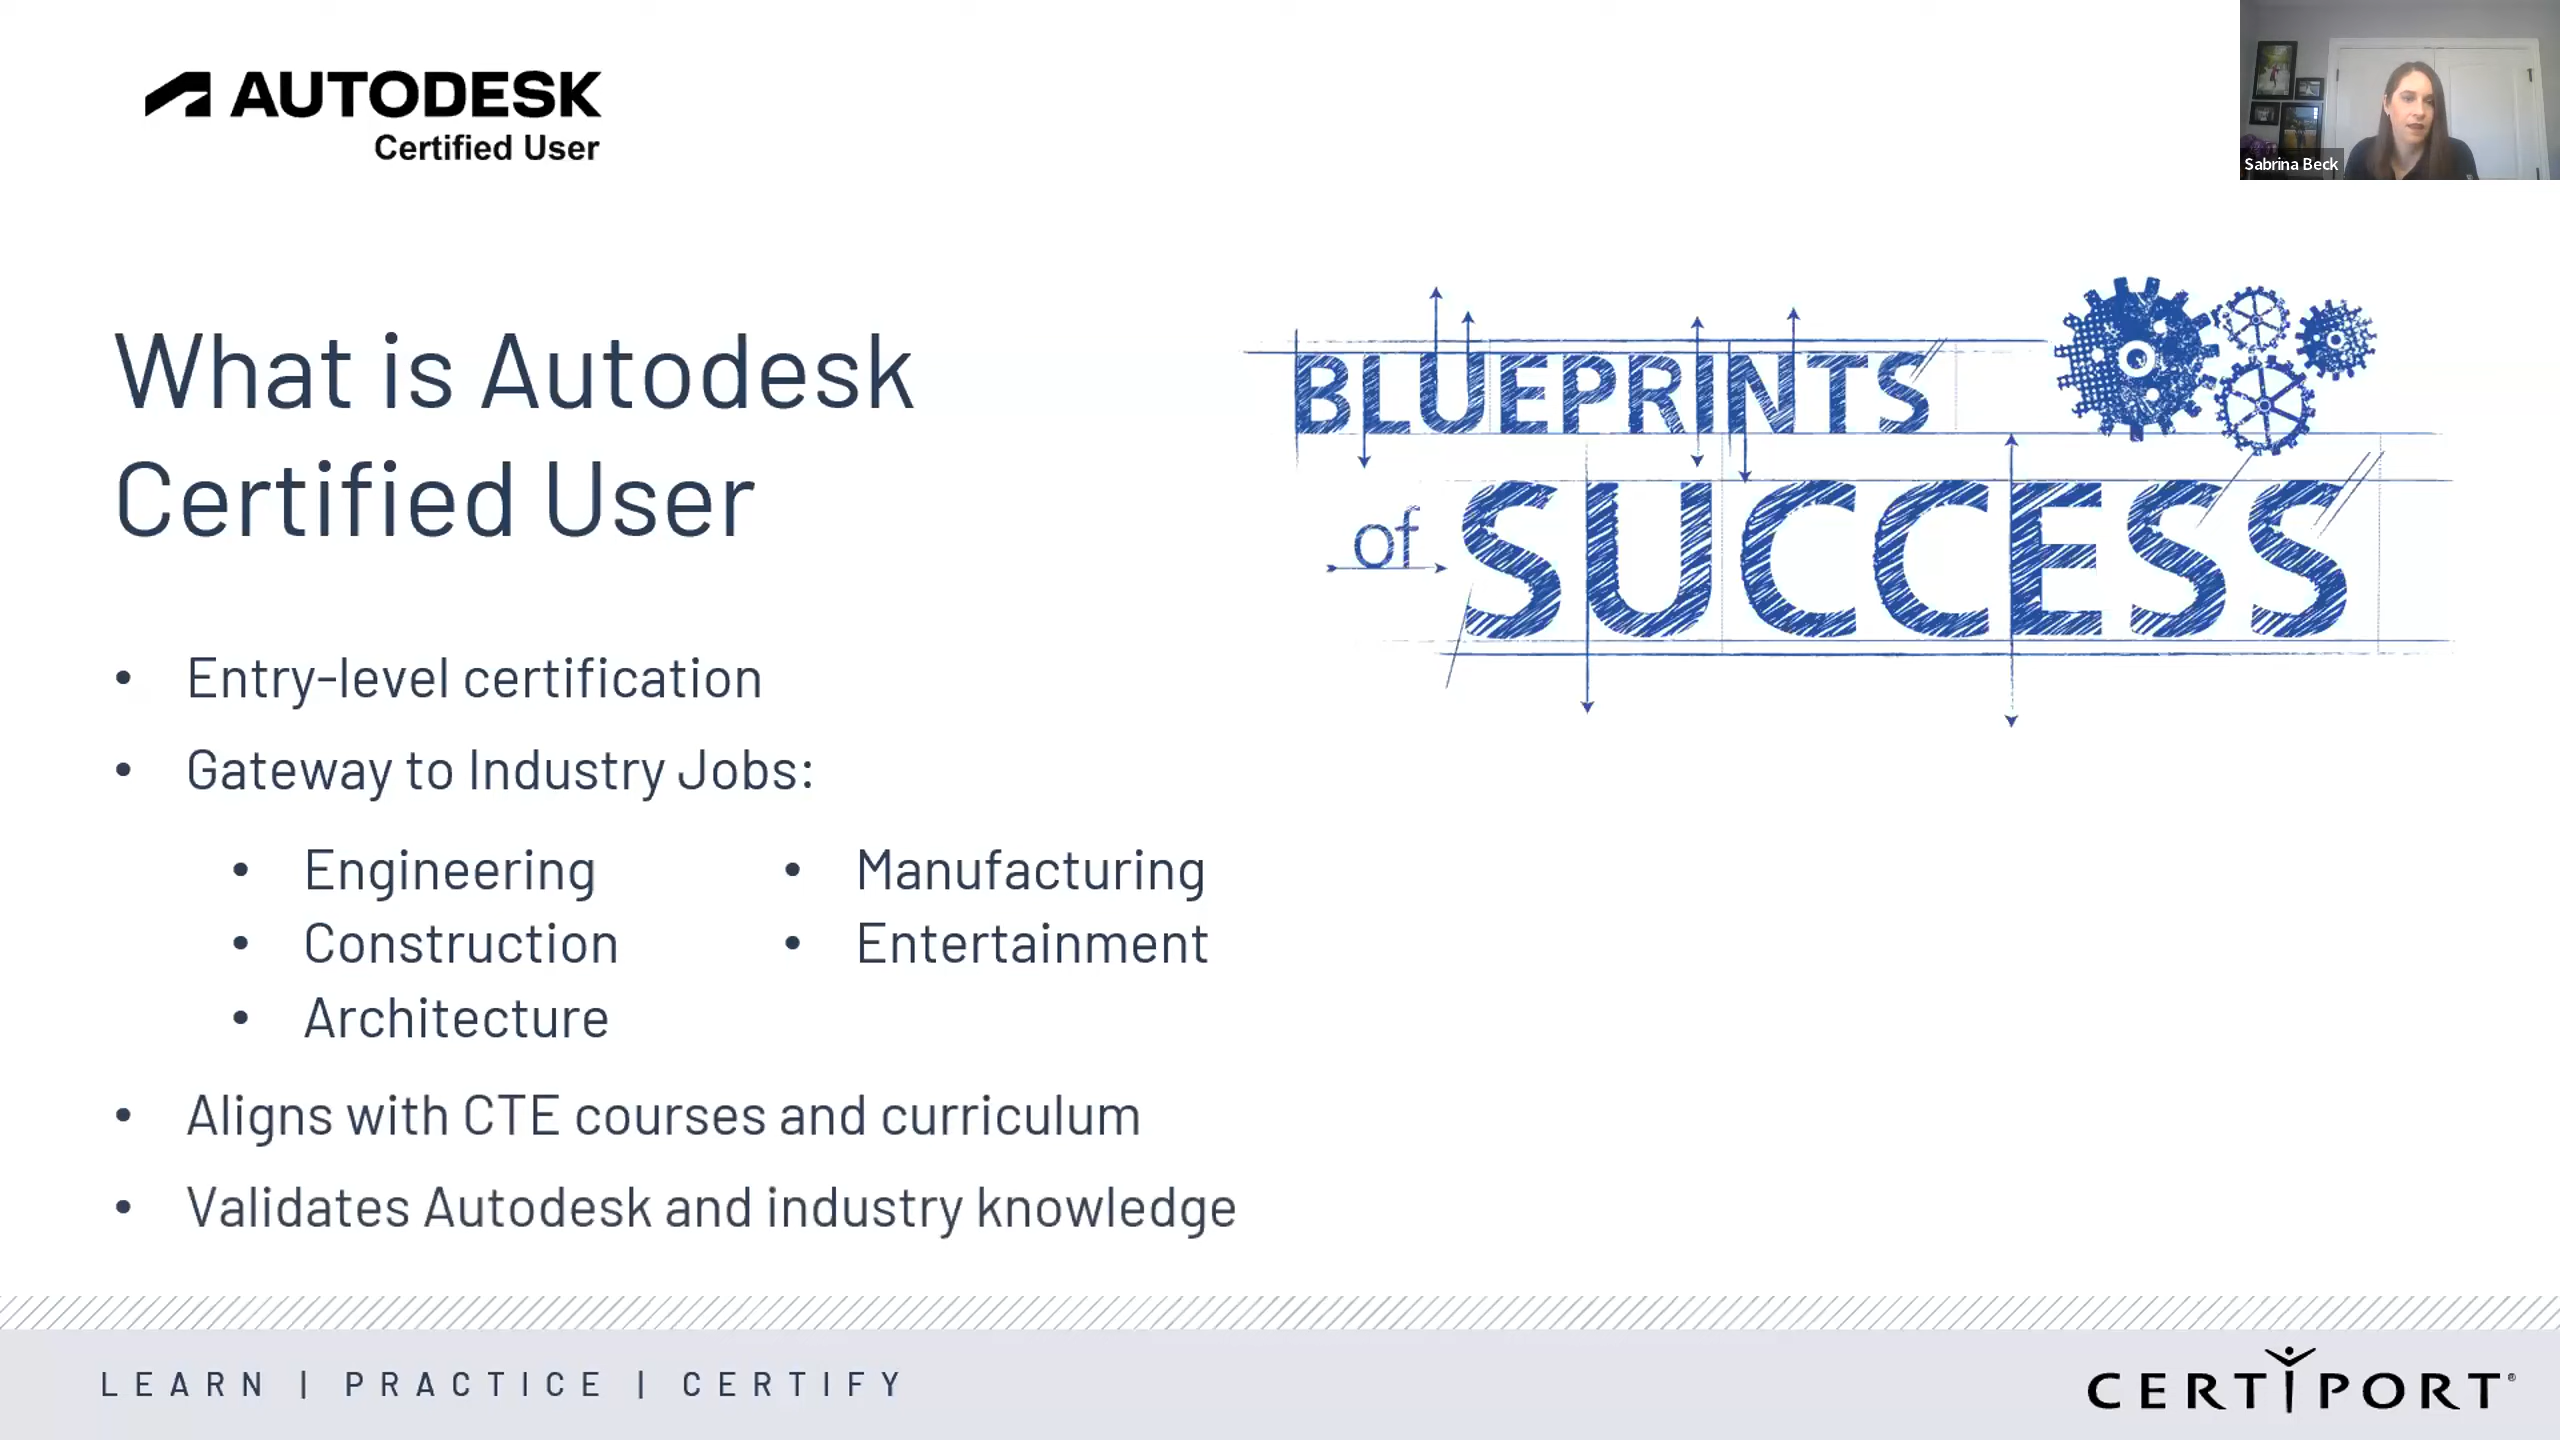 AUTODESK
Certified User
Sabrina Beck
What is Autodesk
Certified User
BLUEPRINTS
of SUCCESS
• Entry-level certification
• Gateway to Industry Jobs:
• Engineering
• Construction
• Architecture
• Manufacturing
• Entertainment
• Aligns with CTE courses and curriculum
• Validates Autodesk and industry knowledge
LEARN | PRACTICE | CERTIFY
CERTIPORT®